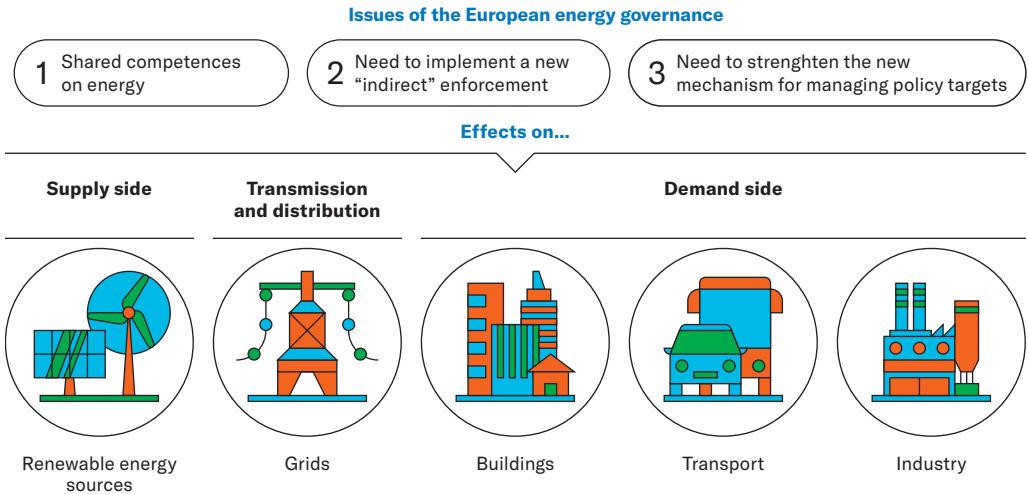 Issues of the European energy governance
1 Shared competences
on energy
2 Need to implement a new
“indirect” enforcement
3 Need to strenghten the new
mechanism for managing policy targets
Effects on...
Supply side
Transmission
and distribution
Demand side
Renewable energy
sources
Grids
Buildings
Transport
Industry